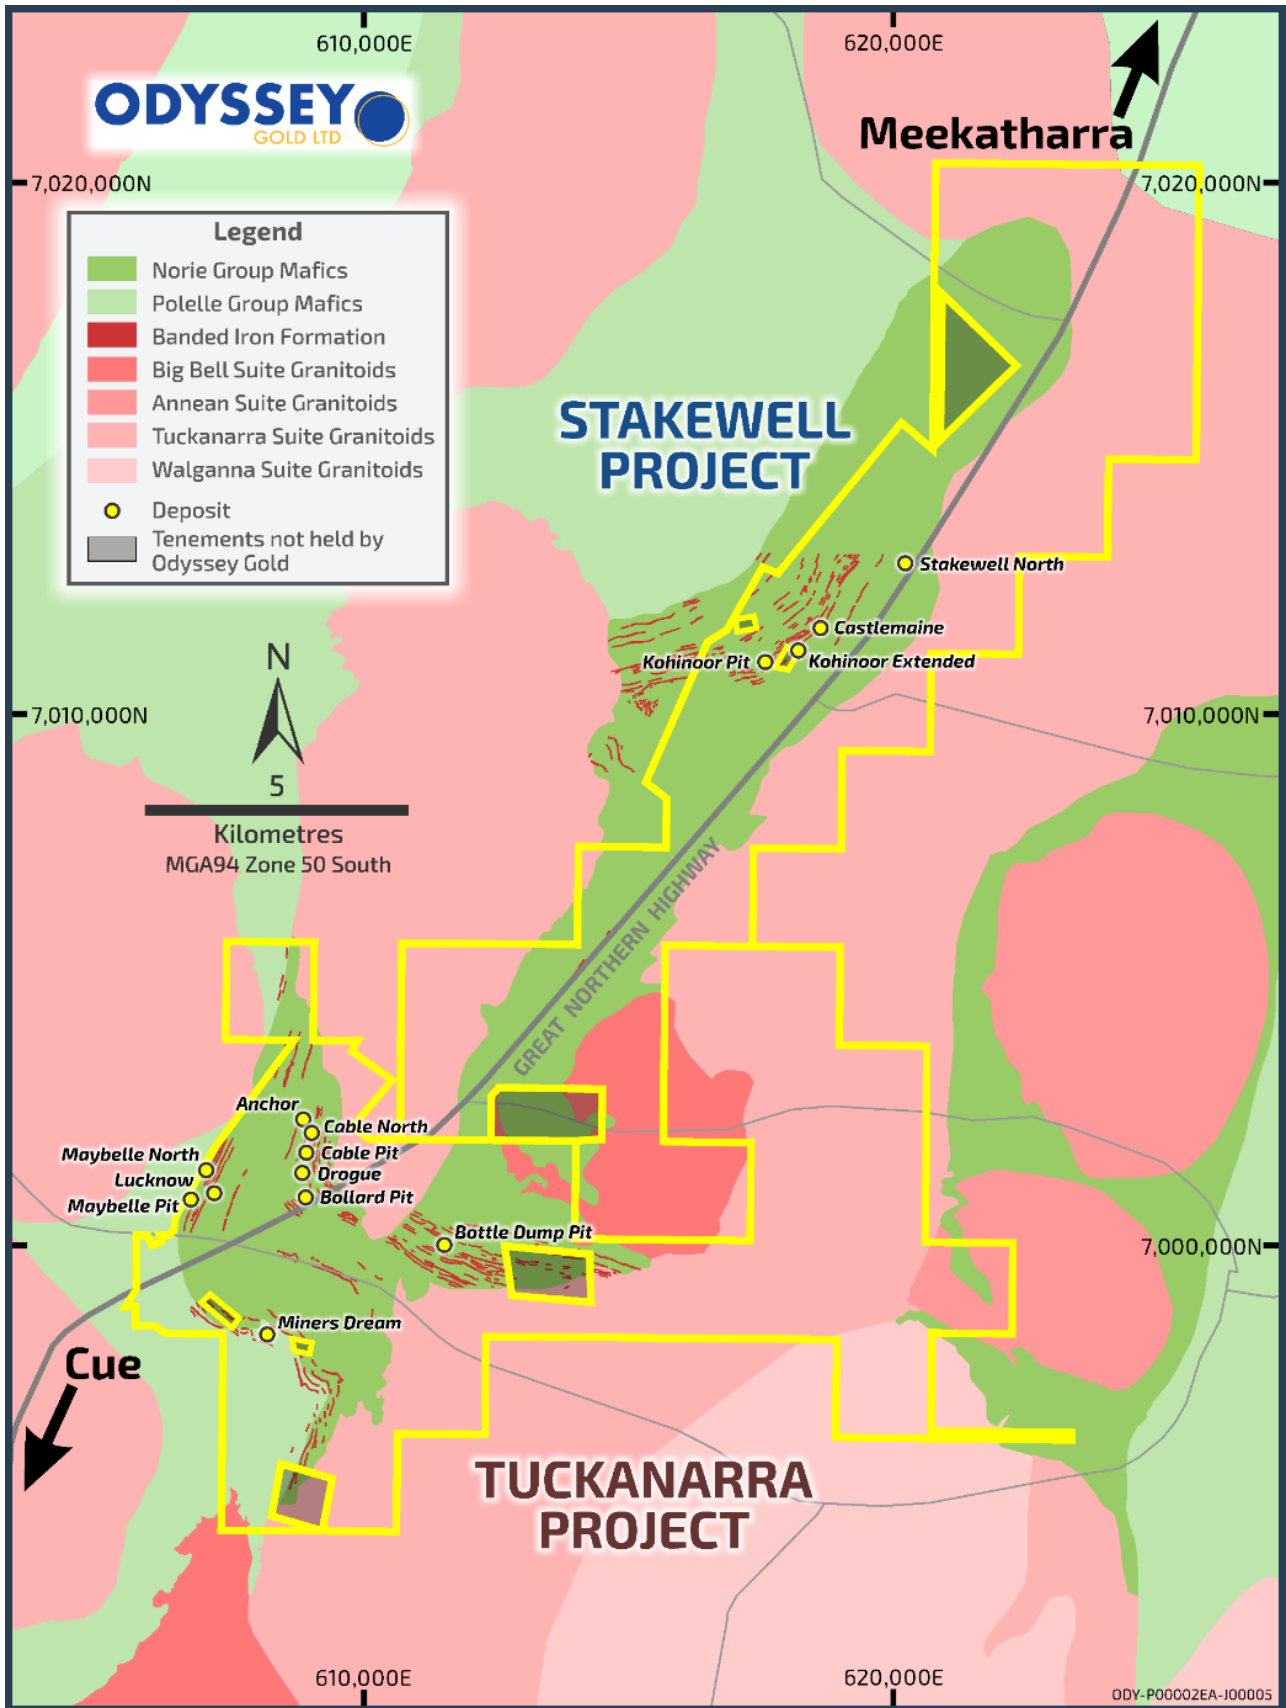 610,000E
620,000E
ODYSSEY
GOLD LTD
Meekatharra
7,020,000N
7,020,000N
Legend
Norie Group Mafics
Polelle Group Mafics
Banded Iron Formation
Big Bell Suite Granitoids
Annean Suite Granitoids
Tuckanarra Suite Granitoids
Walganna Suite Granitoids
Deposit
Tenements not held by
Odyssey Gold
STAKEWELL
PROJECT
Stakewell North
Castlemaine
Kohinoor Pit
Kohinoor Extended
N
7,010,000N
7,010,000N
5
Kilometres
MGA94 Zone 50 South
GREAT NORTHERN HIGHWAY
Anchor
Cable North
Maybelle North
Cable Pit
Lucknow
Drogue
Maybelle Pit
Bollard Pit
Bottle Dump Pit
7,000,000N
Miners Dream
Cue
TUCKANARRA
PROJECT
610,000E
620,000E
ODY-P00002EA-J00005